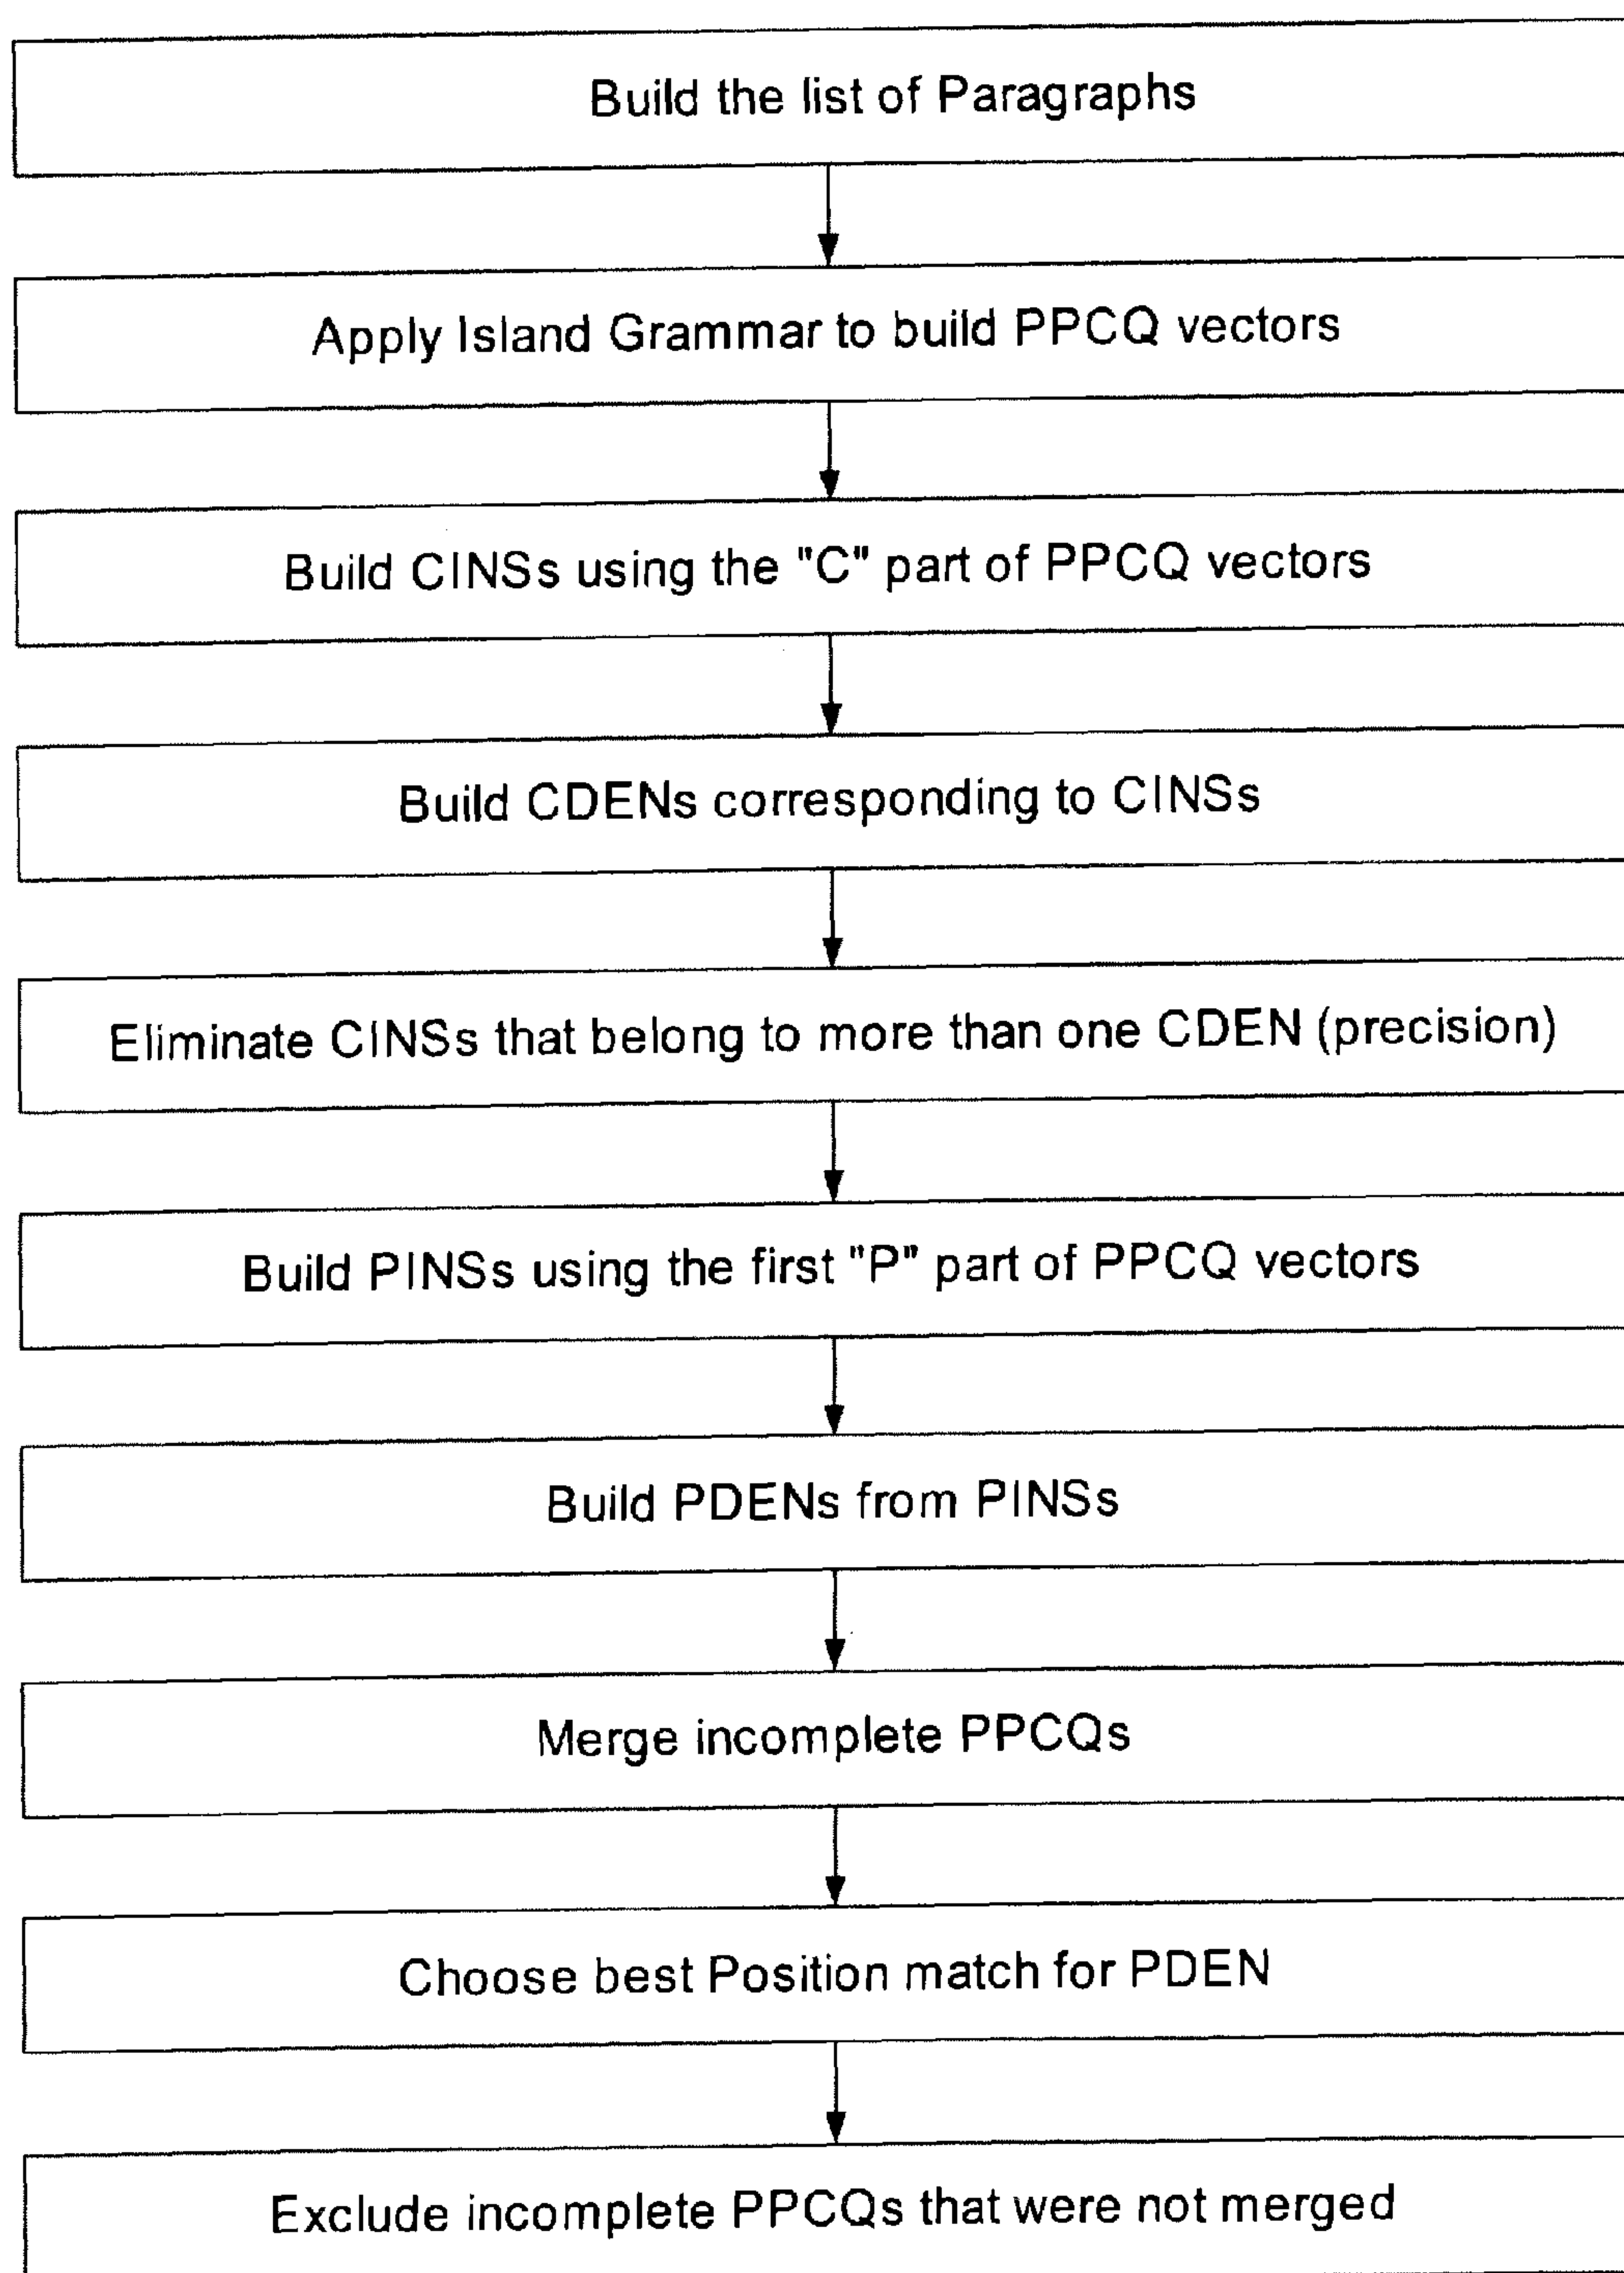 Build the list of Paragraphs
Apply Island Grammar to build PPCQ vectors
Build CINSs using the "C" part of PPCQ vectors
Build CDENs corresponding to CINSs
Eliminate CINSs that belong to more than one CDEN (precision)
Build PINSs using the first "P" part of PPCQ vectors
Build PDENs from PINSs
Merge incomplete PPCQs
Choose best Position match for PDEN
Exclude incomplete PPCQs that were not merged